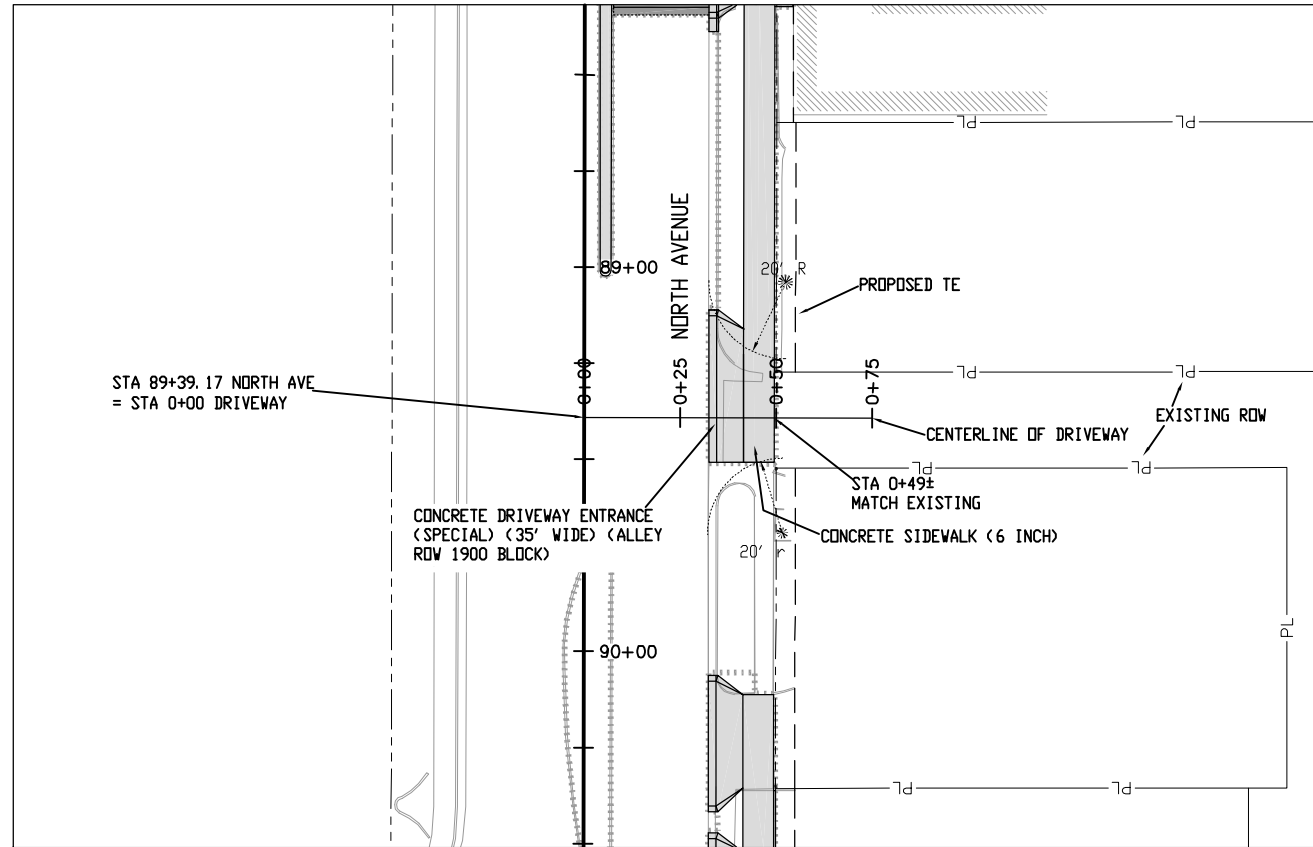 PL
PL
NORTH AVENUE
89+00
20' R
PROPOSED TE
STA 89+39.17 NORTH AVE
= STA 0+00 DRIVEWAY
0+00
0+25
0+50
0+75
PL
PL
EXISTING ROW
CENTERLINE OF DRIVEWAY
PL
PL
STA 0+49±
MATCH EXISTING
CONCRETE DRIVEWAY ENTRANCE
(SPECIAL) (35' WIDE) (ALLEY
ROW 1900 BLOCK)
CONCRETE SIDEWALK (6 INCH)
20' r
90+00
PL
PL
PL